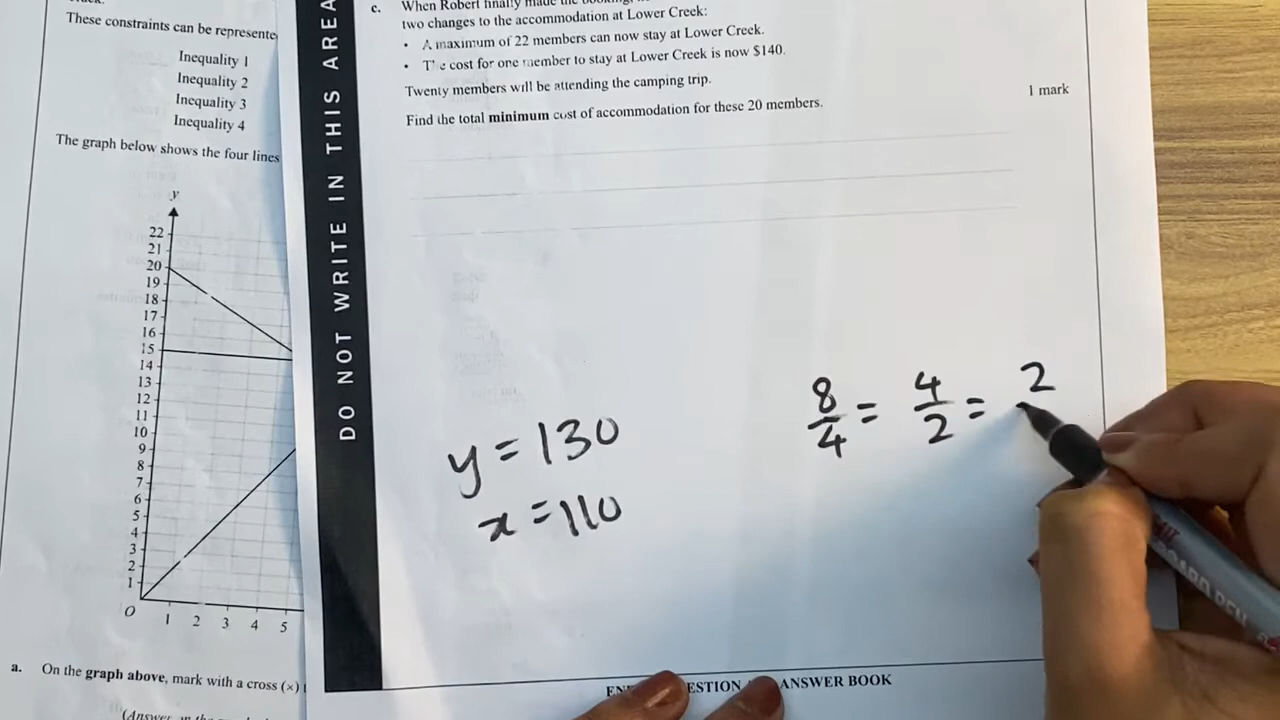 These constraints can be represente
Inequality 1
Inequality 2
Inequality 3
Inequality 4
The graph below shows the four lines
y
22
21
20
19
18
17
16
15
14
13
12
11
10
9
8
7
6
5
4
3
2
1
O
1 2 3 4 5
a. On the graph above, mark with a cross (×)
(Answer
DO NOT WRITE IN THIS AREA
c. When Robert finally made the
two changes to the accommodation at Lower Creek:
• A maximum of 22 members can now stay at Lower Creek.
• The cost for one member to stay at Lower Creek is now $140.
Twenty members will be attending the camping trip.
Find the total minimum cost of accommodation for these 20 members.
1 mark
y = 130
x = 110
8/4 = 4/2 = 2
ANSWER BOOK